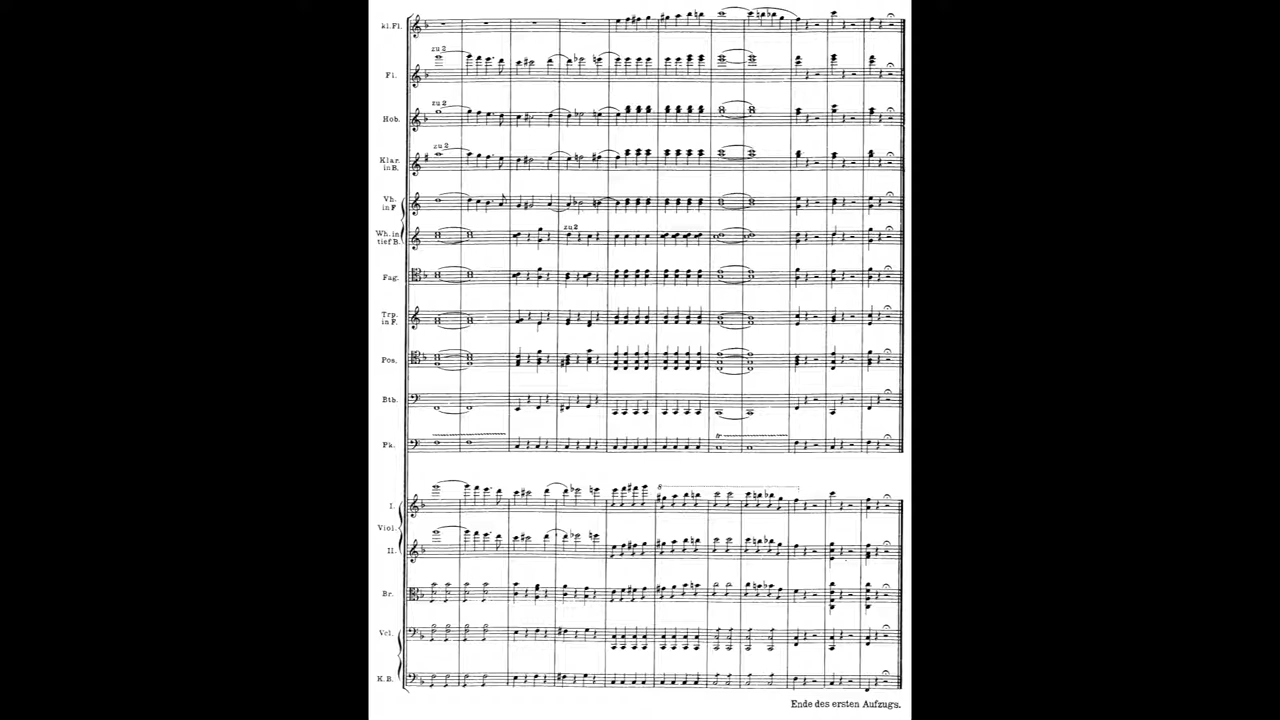 kl.Fl.
zu 2
Fl.
zu 2
Hob.
zu 2
Klar.
in B.
Vh.
in F
zu 2
Wh. in
tief B.
Fag.
Trp.
in F.
Pos.
Btb.
Pk.
tr
8
I.
Viol.
II.
Br.
Vcl.
K.B.
Ende des ersten Aufzugs.